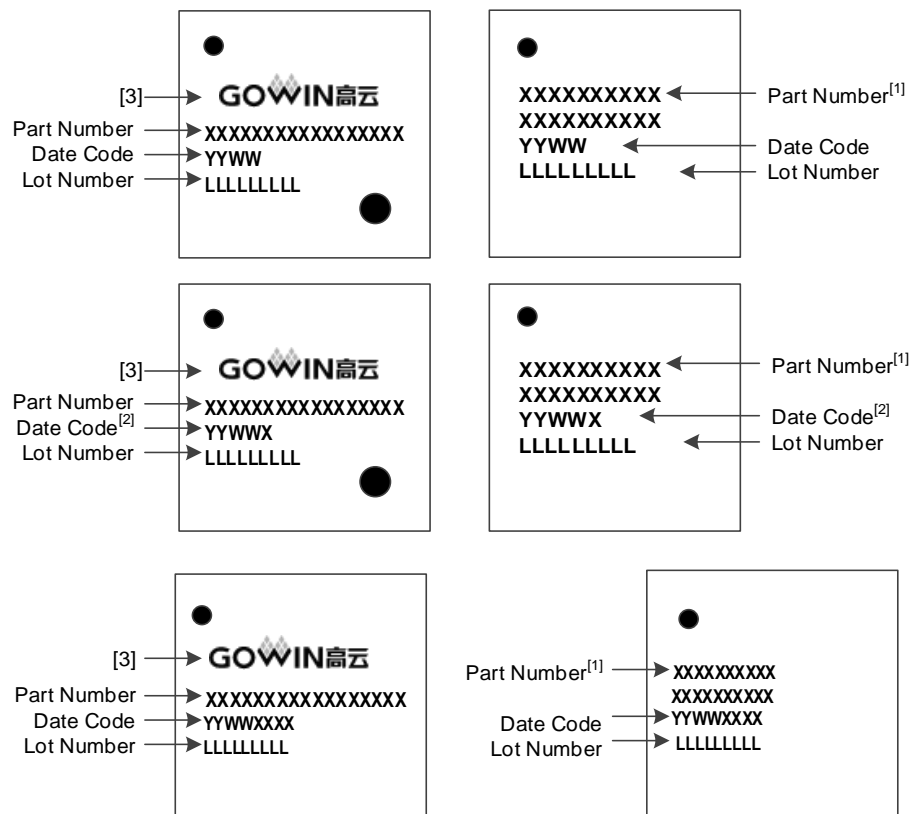 [3] GOWIN高云
Part Number XXXXXXXXXXXXXXXXX
Date Code YYWW
Lot Number LLLLLLLLL
XXXXXXXXXX Part Number[1]
XXXXXXXXXX
YYWW Date Code
LLLLLLLLL Lot Number
[3] GOWIN高云
Part Number XXXXXXXXXXXXXXXXX
Date Code[2] YYWWX
Lot Number LLLLLLLLL
XXXXXXXXXX Part Number[1]
XXXXXXXXXX
YYWWX Date Code[2]
LLLLLLLLL Lot Number
[3] GOWIN高云
Part Number XXXXXXXXXXXXXXXXX
Date Code YYWWXXXX
Lot Number LLLLLLLLL
Part Number[1] XXXXXXXXXX
XXXXXXXXXX
Date Code YYWWXXXX
Lot Number LLLLLLLLL